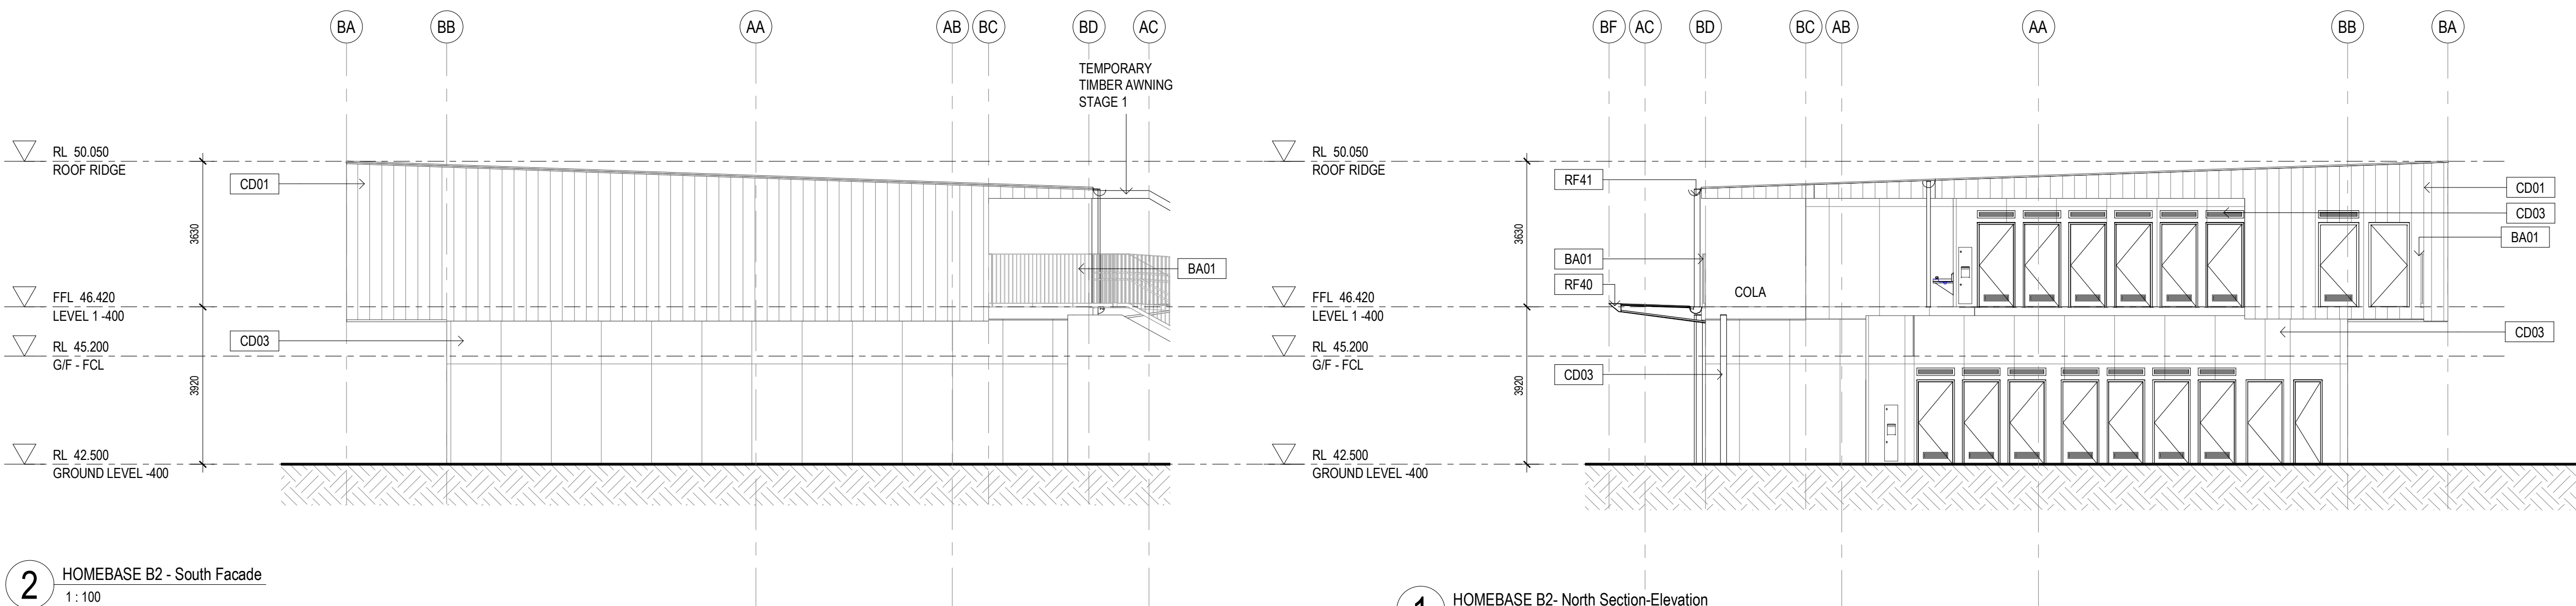 BA BB AA AB BC BD AC
TEMPORARY
TIMBER AWNING
STAGE 1
RL 50.050
ROOF RIDGE
CD01
3630
BA01
FFL 46.420
LEVEL 1 -400
CD03
RL 45.200
G/F - FCL
3920
RL 42.500
GROUND LEVEL -400
2
HOMEBASE B2 - South Facade
1 : 100
BF AC BD BC AB AA BB BA
RL 50.050
ROOF RIDGE
RF41
CD01
CD03
3630
BA01
BA01
RF40
COLA
FFL 46.420
LEVEL 1 -400
CD03
RL 45.200
G/F - FCL
CD03
3920
RL 42.500
GROUND LEVEL -400
1
HOMEBASE B2- North Section-Elevation